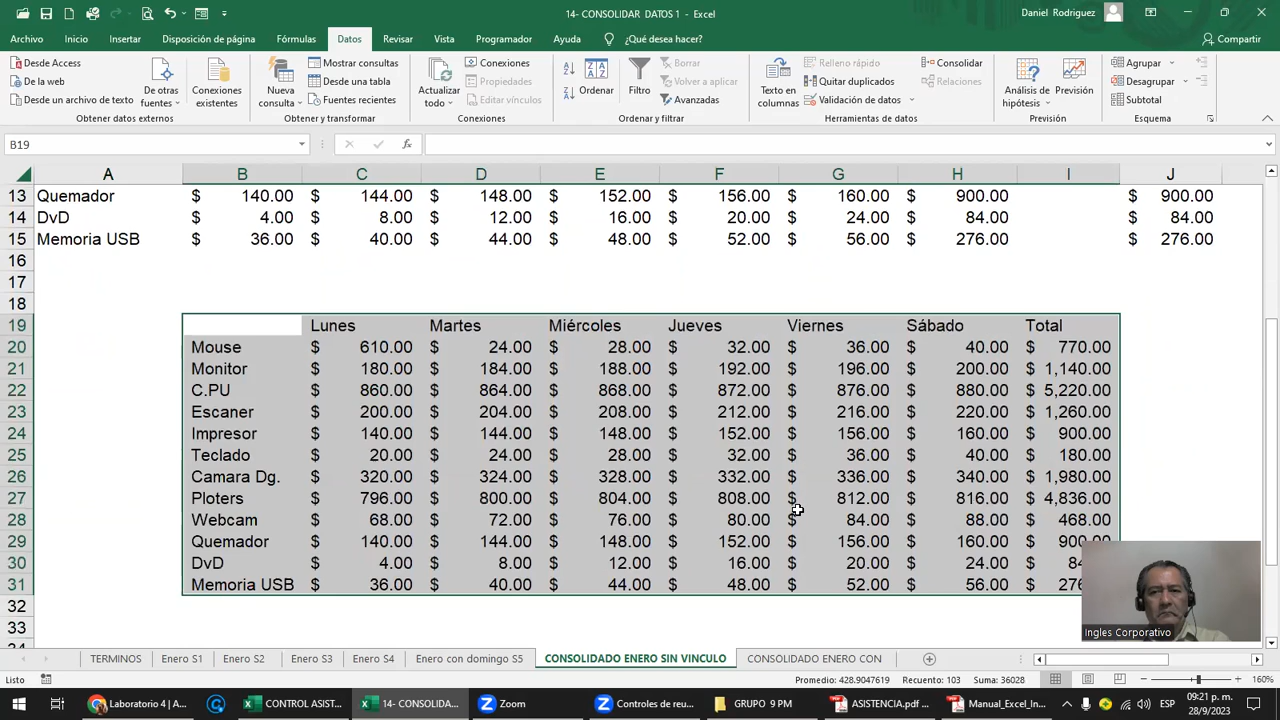 14- CONSOLIDAR DATOS 1 - Excel
Daniel Rodriguez
Archivo Inicio Insertar Disposición de página Fórmulas Datos Revisar Vista Programador Ayuda ¿Qué desea hacer? Compartir
Desde Access
De la web
Desde un archivo de texto
De otras fuentes
Conexiones existentes
Obtener datos externos
Nueva consulta
Mostrar consultas
Desde una tabla
Fuentes recientes
Obtener y transformar
Actualizar todo
Conexiones
Propiedades
Editar vínculos
Conexiones
Ordenar
Filtro
Borrar
Volver a aplicar
Avanzadas
Ordenar y filtrar
Texto en columnas
Relleno rápido
Quitar duplicados
Validación de datos
Consolidar
Relaciones
Herramientas de datos
Análisis de hipótesis
Previsión
Previsión
Agrupar
Desagrupar
Subtotal
Esquema
B19
A B C D E F G H I J
13 Quemador $ 140.00 $ 144.00 $ 148.00 $ 152.00 $ 156.00 $ 160.00 $ 900.00 $ 900.00
14 DvD $ 4.00 $ 8.00 $ 12.00 $ 16.00 $ 20.00 $ 24.00 $ 84.00 $ 84.00
15 Memoria USB $ 36.00 $ 40.00 $ 44.00 $ 48.00 $ 52.00 $ 56.00 $ 276.00 $ 276.00
16
17
18
19 Lunes Martes Miércoles Jueves Viernes Sábado Total
20 Mouse $ 610.00 $ 24.00 $ 28.00 $ 32.00 $ 36.00 $ 40.00 $ 770.00
21 Monitor $ 180.00 $ 184.00 $ 188.00 $ 192.00 $ 196.00 $ 200.00 $ 1,140.00
22 C.PU $ 860.00 $ 864.00 $ 868.00 $ 872.00 $ 876.00 $ 880.00 $ 5,220.00
23 Escaner $ 200.00 $ 204.00 $ 208.00 $ 212.00 $ 216.00 $ 220.00 $ 1,260.00
24 Impresor $ 140.00 $ 144.00 $ 148.00 $ 152.00 $ 156.00 $ 160.00 $ 900.00
25 Teclado $ 20.00 $ 24.00 $ 28.00 $ 32.00 $ 36.00 $ 40.00 $ 180.00
26 Camara Dg. $ 320.00 $ 324.00 $ 328.00 $ 332.00 $ 336.00 $ 340.00 $ 1,980.00
27 Ploters $ 796.00 $ 800.00 $ 804.00 $ 808.00 $ 812.00 $ 816.00 $ 4,836.00
28 Webcam $ 68.00 $ 72.00 $ 76.00 $ 80.00 $ 84.00 $ 88.00 $ 468.00
29 Quemador $ 140.00 $ 144.00 $ 148.00 $ 152.00 $ 156.00 $ 160.00 $ 900
30 DvD $ 4.00 $ 8.00 $ 12.00 $ 16.00 $ 20.00 $ 24.00 $ 84
31 Memoria USB $ 36.00 $ 40.00 $ 44.00 $ 48.00 $ 52.00 $ 56.00 $ 276
32
33
Ingles Corporativo
TERMINOS Enero S1 Enero S2 Enero S3 Enero S4 Enero con domingo S5 CONSOLIDADO ENERO SIN VINCULO CONSOLIDADO ENERO CON
Listo Promedio: 428.9047619 Recuento: 103 Suma: 36028 160%
Laboratorio 4 | A... CONTROL ASIST... 14- CONSOLIDA... Zoom Controles de reu... GRUPO 9 PM ASISTENCIA.pdf ... Manual_Excel_In... ESP 09:21 p. m.
28/9/2023